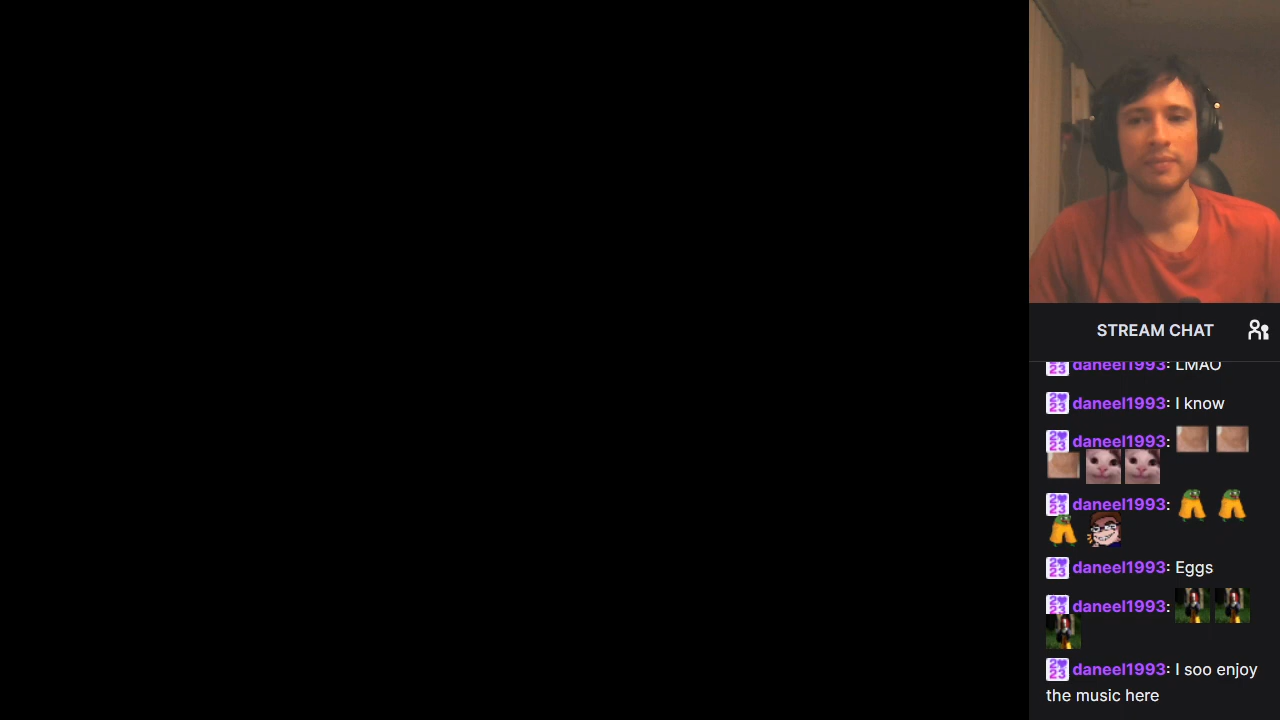 STREAM CHAT
daneel1993: LMAO
daneel1993: I know
daneel1993:
daneel1993:
daneel1993: Eggs
daneel1993:
daneel1993: I soo enjoy
the music here